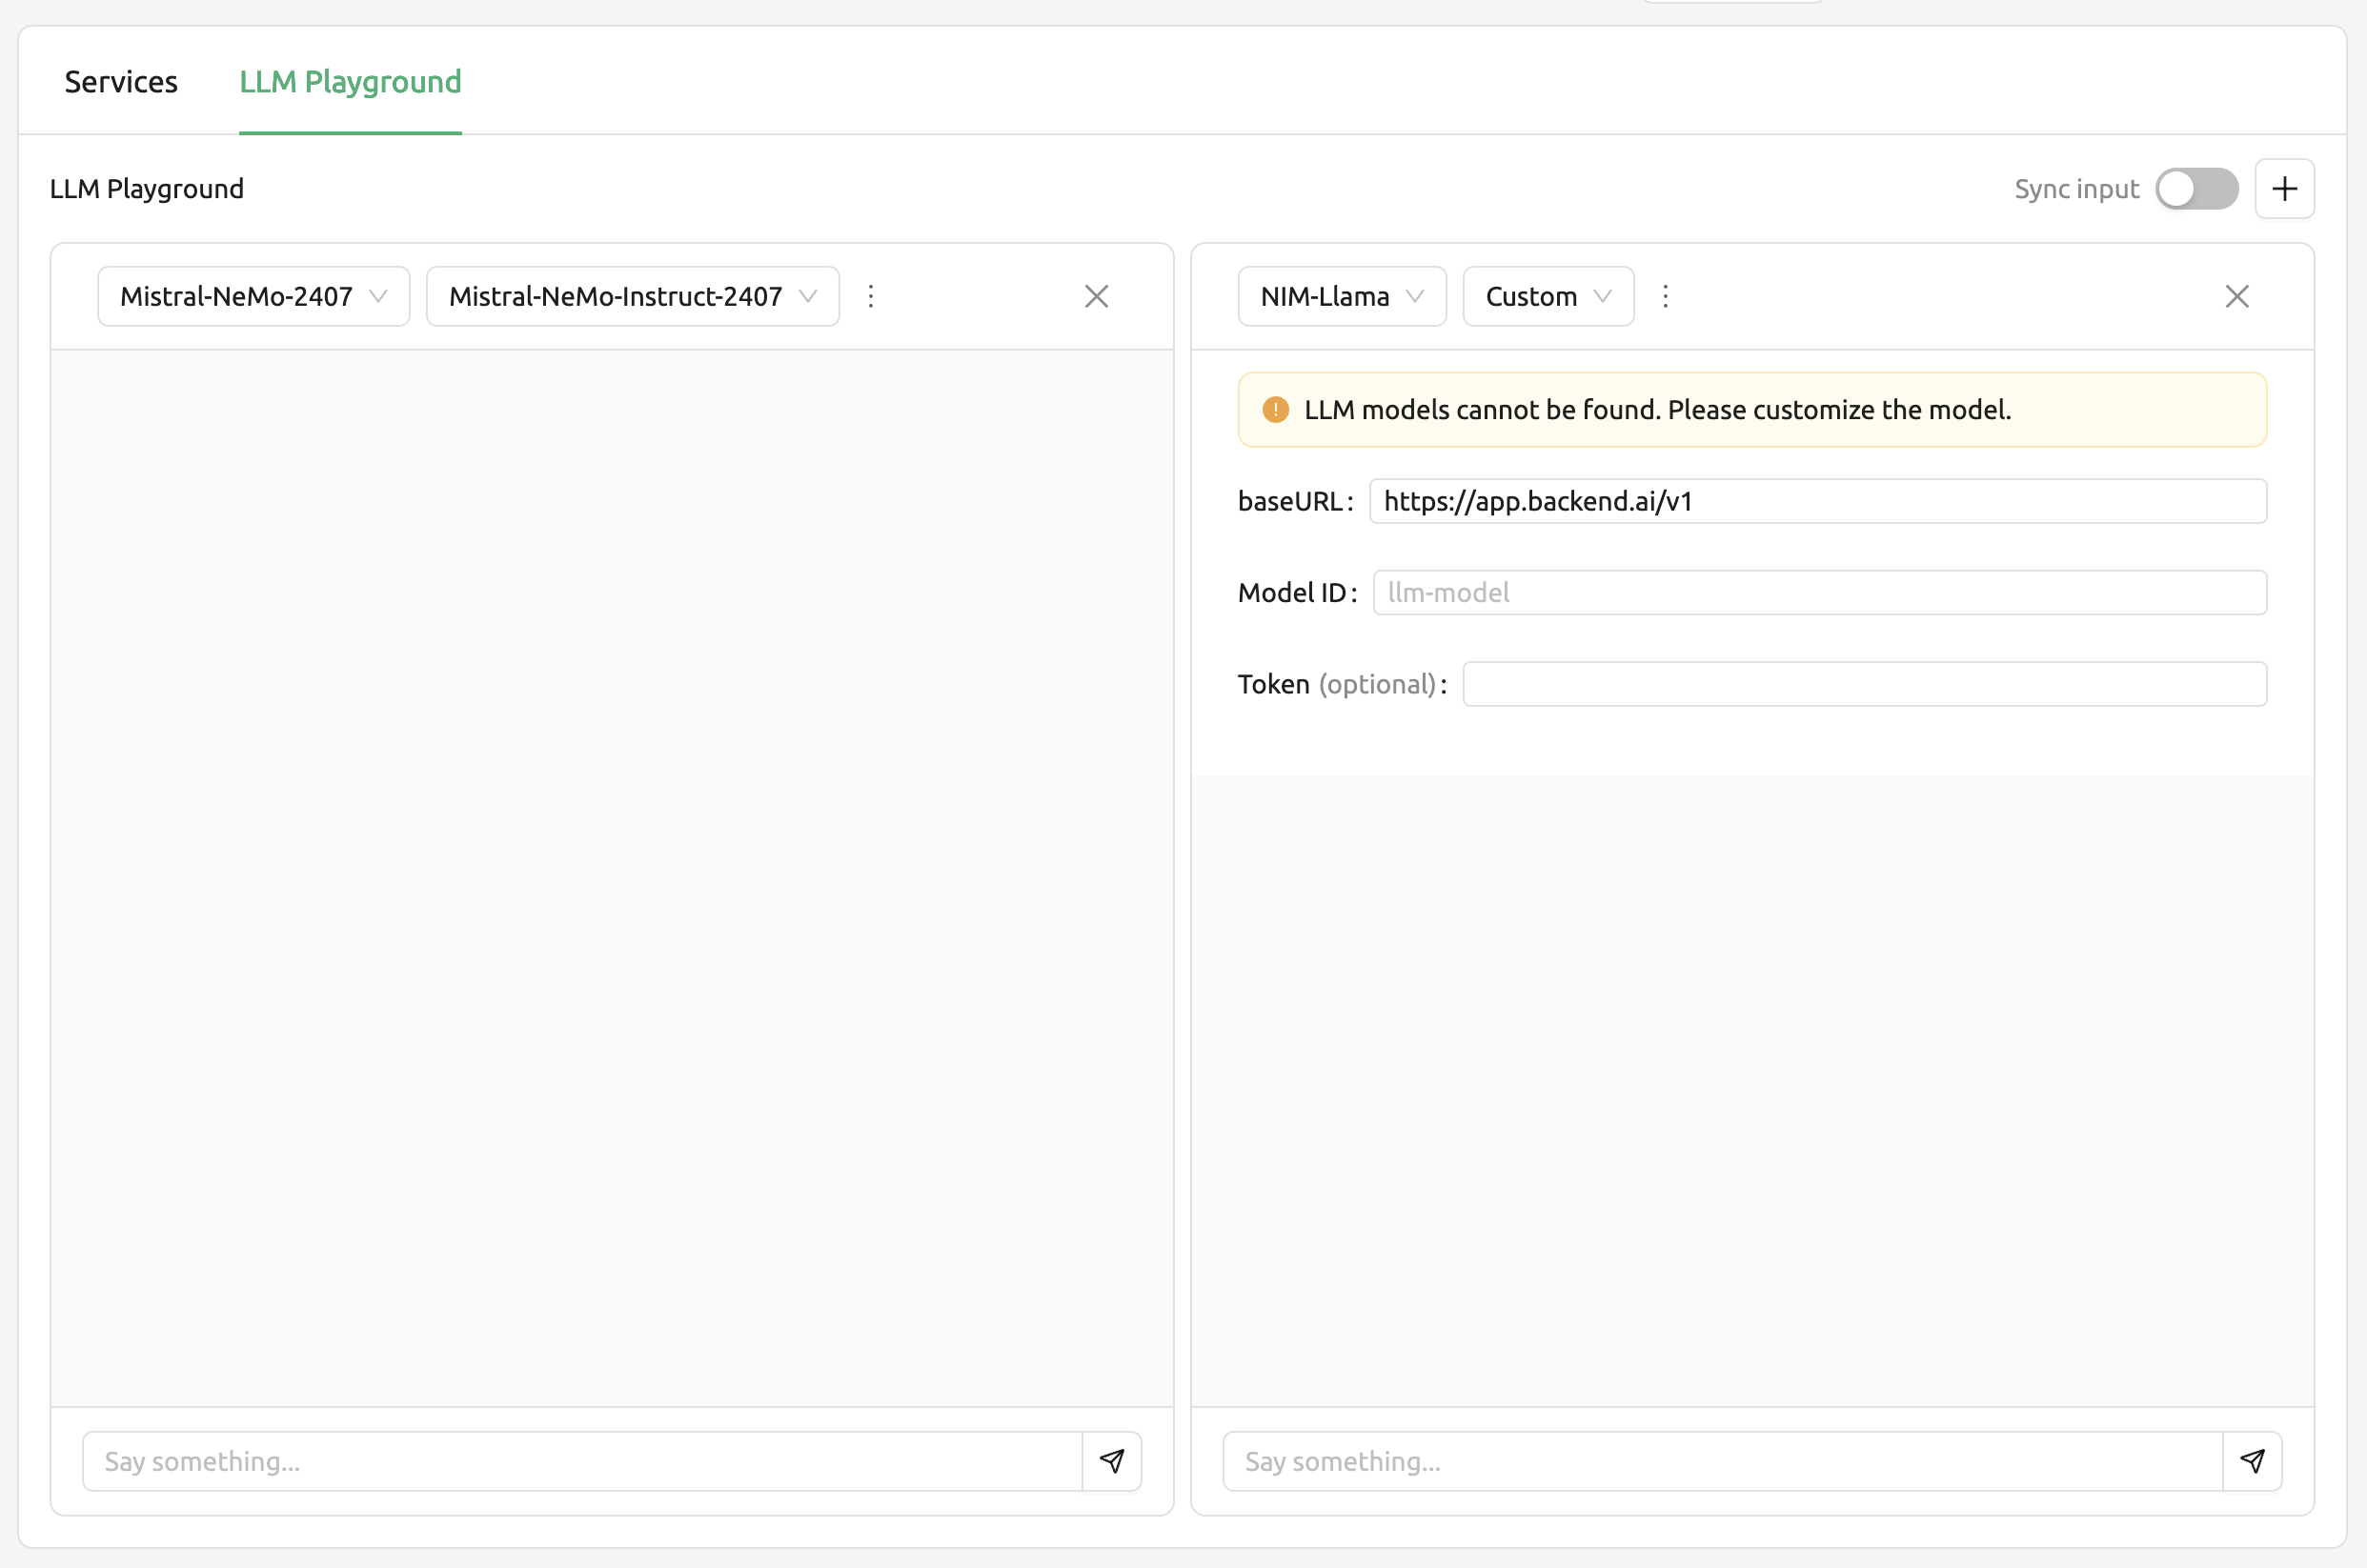 Services LLM Playground
LLM Playground
Sync input
Mistral-NeMo-2407 Mistral-NeMo-Instruct-2407
Say something...
NIM-Llama Custom
LLM models cannot be found. Please customize the model.
baseURL: https://app.backend.ai/v1
Model ID: llm-model
Token (optional):
Say something...